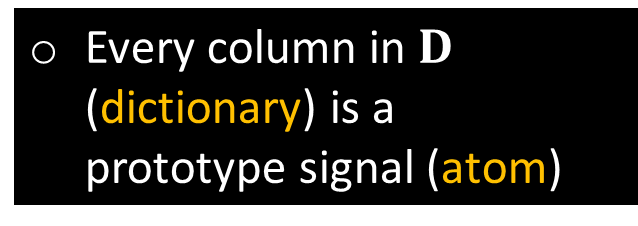 ○ Every column in D
(dictionary) is a
prototype signal (atom)